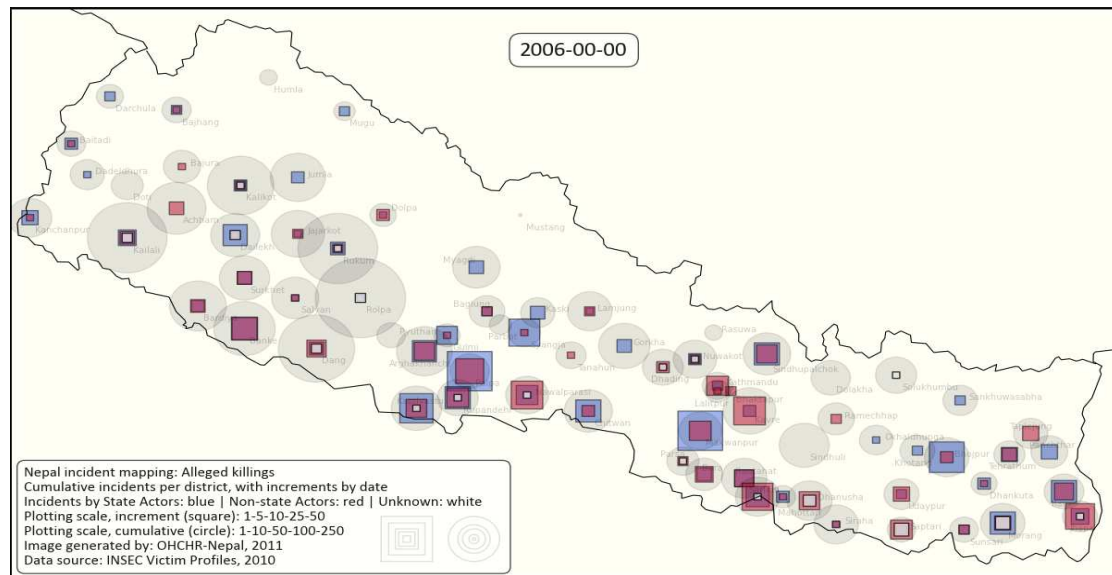 2006-00-00
Humla
Darchula
Bajhang
Mugu
Baitadi
Dadeldhura
Bajura
Doti
Kalikot
Jumla
Kanchanpur
Achham
Dolpa
Mustang
Kailali
Dailekh
Jajarkot
Rukum
Myagdi
Surkhet
Salyan
Rolpa
Baglung
Kaski
Lamjung
Parbat
Banke
Pyuthan
Gulmi
Syangja
Gorkha
Rasuwa
Dang
Arghakhanchi
Tanahun
Dhading
Nuwakot
Sindhupalchok
Dolakha
Solukhumbu
Kathmandu
Sankhuwasabha
Rupandehi
Nawalparasi
Chitwan
Lalitpur
Kavre
Ramechhap
Taplejung
Makwanpur
Sindhuli
Okhaldhunga
Khotang
Bhojpur
Tehrathum
Parsa
Bara
Dhanusha
Mahottari
Udaypur
Dhankuta
Siraha
Saptari
Sunsari
Morang
Nepal incident mapping: Alleged killings
Cumulative incidents per district, with increments by date
Incidents by State Actors: blue | Non-state Actors: red | Unknown: white
Plotting scale, increment (square): 1-5-10-25-50
Plotting scale, cumulative (circle): 1-10-50-100-250
Image generated by: OHCHR-Nepal, 2011
Data source: INSEC Victim Profiles, 2010